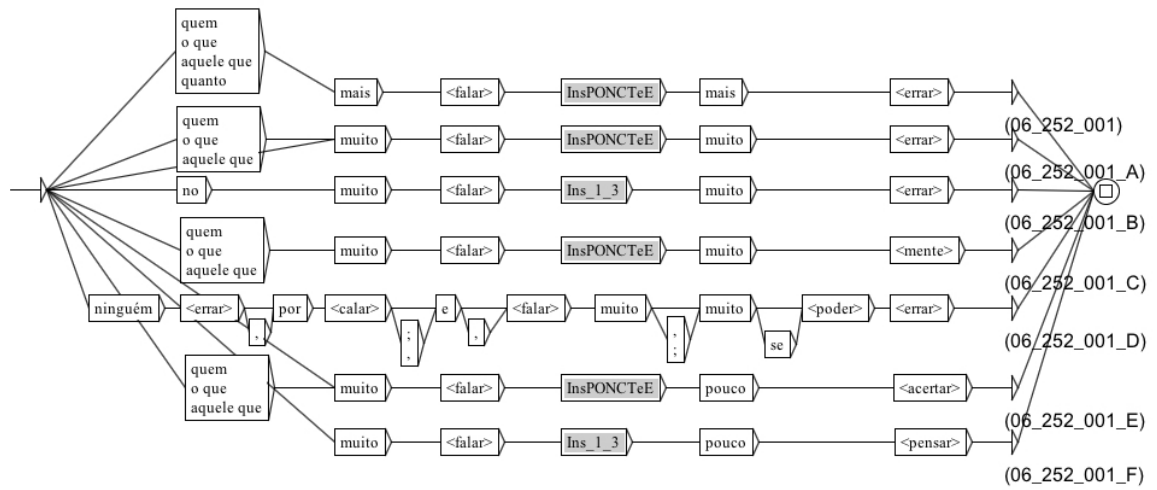 quem
o que
aquele que
quanto
mais <falar> InsPONCTeE mais <errar>
(06_252_001)
quem
o que
aquele que
muito <falar> InsPONCTeE muito <errar>
(06_252_001_A)
no muito <falar> Ins_1_3 muito <errar>
(06_252_001_B)
quem
o que
aquele que
muito <falar> InsPONCTeE muito <mente>
(06_252_001_C)
ninguém <errar> por <calar> e <falar> muito muito <poder> <errar>
, ; , , , ; se
(06_252_001_D)
quem
o que
aquele que
muito <falar> InsPONCTeE pouco <acertar>
(06_252_001_E)
muito <falar> Ins_1_3 pouco <pensar>
(06_252_001_F)